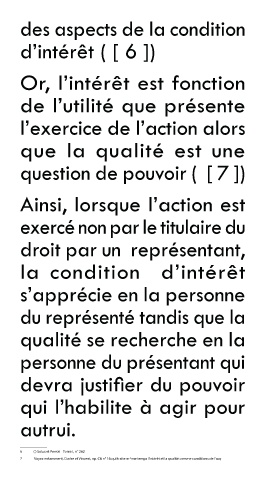 des aspects de la condition
d'intérêt ( [ 6 ])
Or, l'intérêt est fonction
de l'utilité que présente
l'exercice de l'action alors
que la qualité est une
question de pouvoir ( [ 7 ])
Ainsi, lorsque l'action est
exercé non par le titulaire du
droit par un représentant,
la condition d'intérêt
s'apprécie en la personne
du représenté tandis que la
qualité se recherche en la
personne du présentant qui
devra justifier du pouvoir
qui l'habilite à agir pour
autrui.
6
7